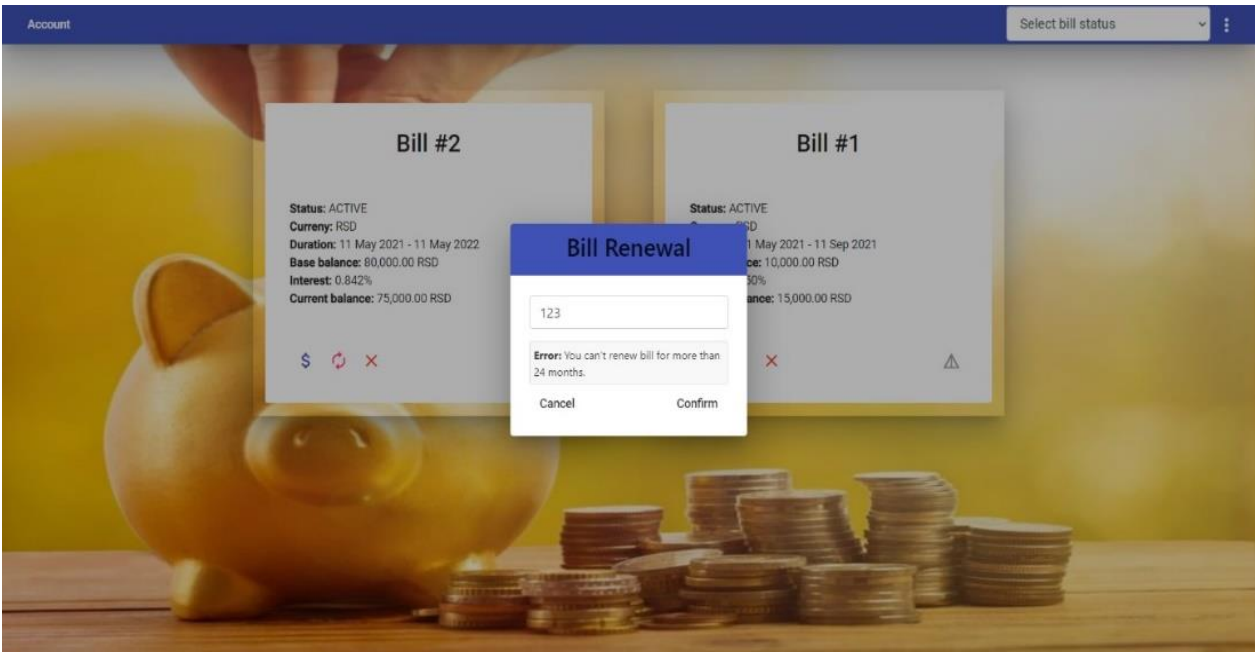 Account
Select bill status
Bill #2
Status: ACTIVE
Curreny: RSD
Duration: 11 May 2021 - 11 May 2022
Base balance: 80,000.00 RSD
Interest: 0.842%
Current balance: 75,000.00 RSD
$
Bill #1
Status: ACTIVE
May 2021 - 11 Sep 2021
10,000.00 RSD
15,000.00 RSD
Bill Renewal
123
Error: You can't renew bill for more than
24 months.
Cancel
Confirm